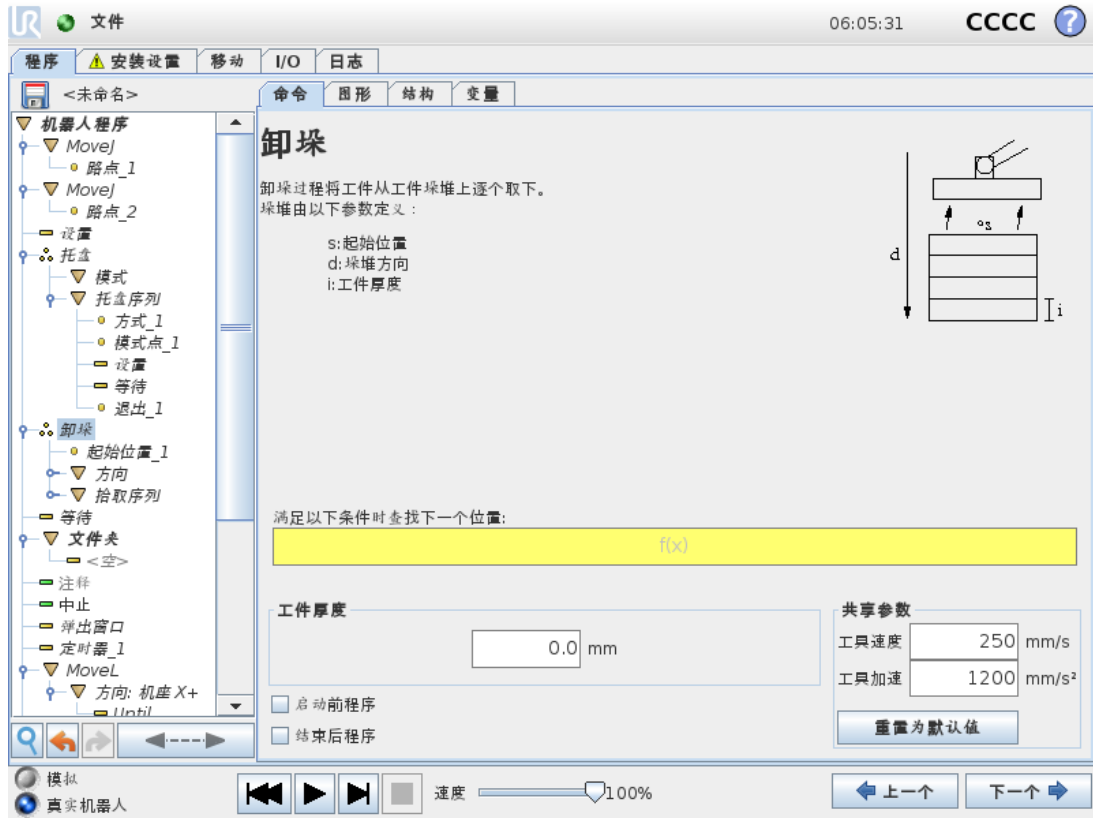 UR 文件 06:05:31 CCCC ?
程序 安装设置 移动 I/O 日志
<未命名>
命令 图形 结构 变量
机器人程序
MoveJ
路点_1
MoveJ
路点_2
设置
托盘
模式
托盘序列
方式_1
模式点_1
设置
等待
退出_1
卸垛
起始位置_1
方向
拾取序列
等待
文件夹
<空>
注释
中止
弹出窗口
定时器_1
MoveL
方向: 机座 X+
Until
卸垛
卸垛过程将工件从工件垛堆上逐个取下。
垛堆由以下参数定义：
s:起始位置
d:垛堆方向
i:工件厚度
s
d
i
满足以下条件时查找下一个位置:
f(x)
工件厚度
0.0 mm
启动前程序
结束后程序
共享参数
工具速度 250 mm/s
工具加速 1200 mm/s²
重置为默认值
模拟
真实机器人
速度 100%
上一个 下一个